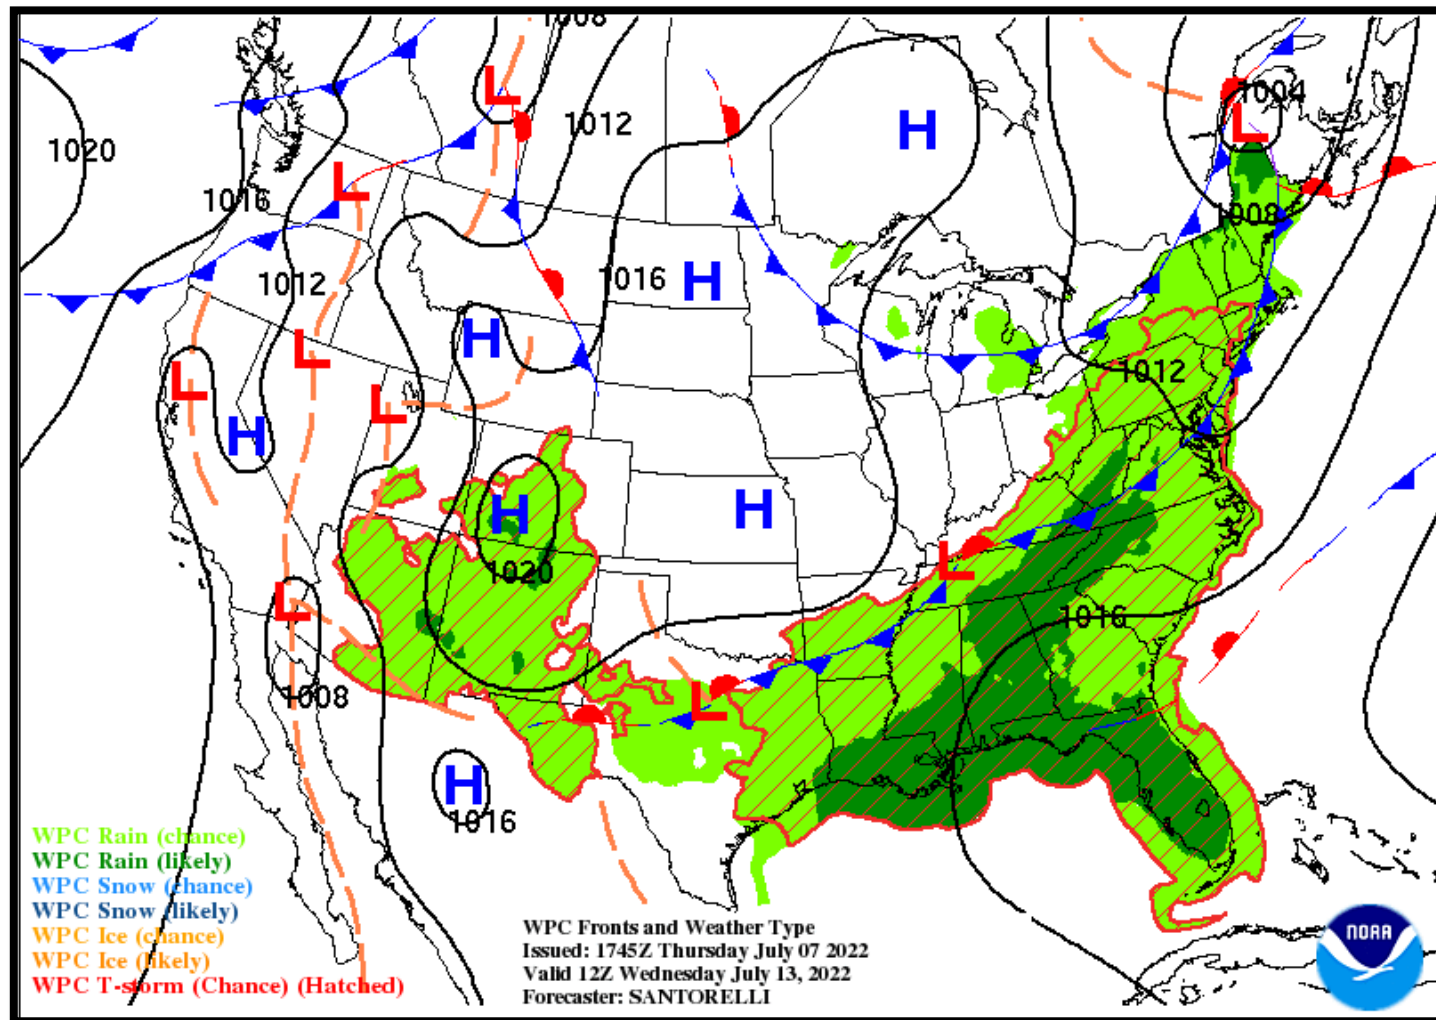 1008
L
1004
1012
H
L
1020
L
1016
1008
H
1012
1016
H
L
L
1012
L
H
H
H
L
1020
L
1016
1008
L
H
1016
WPC Rain (chance)
WPC Rain (likely)
WPC Snow (chance)
WPC Snow (likely)
WPC Ice (chance)
WPC Ice (likely)
WPC T-storm (Chance) (Hatched)
WPC Fronts and Weather Type
Issued: 1745Z Thursday July 07 2022
Valid 12Z Wednesday July 13, 2022
Forecaster: SANTORELLI
NOAA